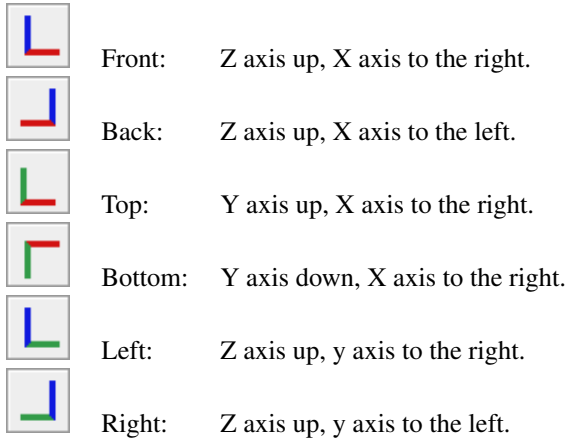 Front: Z axis up, X axis to the right.
Back: Z axis up, X axis to the left.
Top: Y axis up, X axis to the right.
Bottom: Y axis down, X axis to the right.
Left: Z axis up, y axis to the right.
Right: Z axis up, y axis to the left.